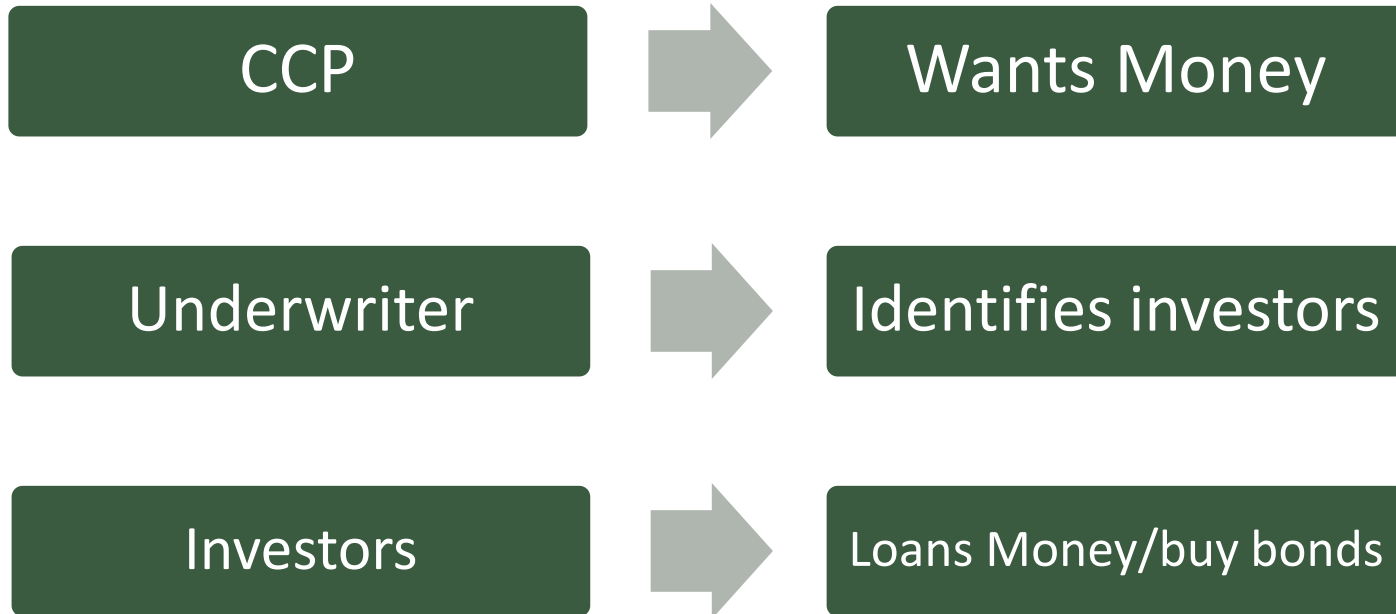 CCP
Wants Money
Underwriter
Identifies investors
Investors
Loans Money/buy bonds